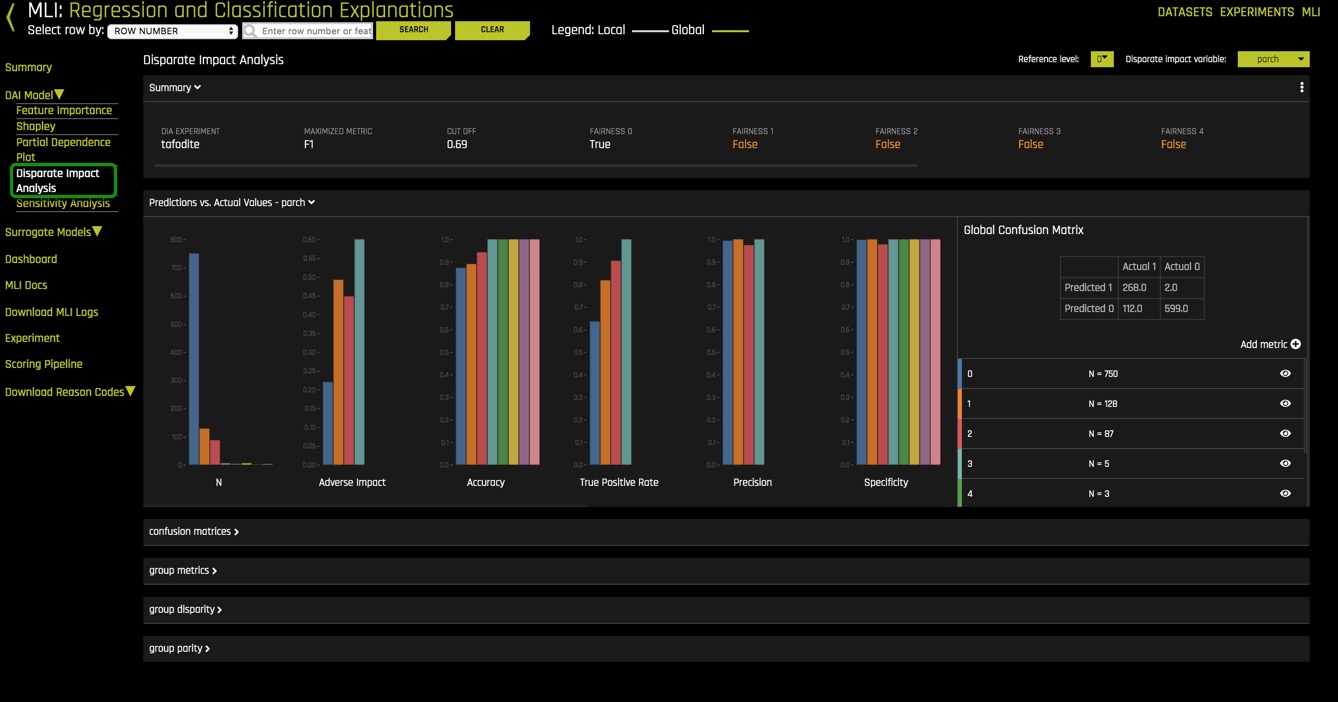 MLI: Regression and Classification Explanations
DATASETS EXPERIMENTS MLI
Select row by: ROW NUMBER Enter row number or feat SEARCH CLEAR Legend: Local Global
Summary
DAI Model
Feature Importance
Shapley
Partial Dependence
Plot
Disparate Impact
Analysis
Sensitivity Analysis
Surrogate Models
Dashboard
MLI Docs
Download MLI Logs
Experiment
Scoring Pipeline
Download Reason Codes
Disparate Impact Analysis
Reference level: 0 Disparate impact variable: parch
Summary
DIA EXPERIMENT MAXIMIZED METRIC CUT OFF FAIRNESS 0 FAIRNESS 1 FAIRNESS 2 FAIRNESS 3 FAIRNESS 4
tafodite F1 0.69 True False False False False
Predictions vs. Actual Values - parch
800
700
600
500
400
300
200
100
0
N
0.60
0.55
0.50
0.45
0.40
0.35
0.30
0.25
0.20
0.15
0.10
0.05
0.00
Adverse Impact
1.0
0.9
0.8
0.7
0.6
0.5
0.4
0.3
0.2
0.1
0.0
Accuracy
1.0
0.9
0.8
0.7
0.6
0.5
0.4
0.3
0.2
0.1
0.0
True Positive Rate
1.0
0.9
0.8
0.7
0.6
0.5
0.4
0.3
0.2
0.1
0.0
Precision
1.0
0.9
0.8
0.7
0.6
0.5
0.4
0.3
0.2
0.1
0.0
Specificity
Global Confusion Matrix
Actual 1 Actual 0
Predicted 1 268.0 2.0
Predicted 0 112.0 599.0
Add metric
0 N = 750
1 N = 128
2 N = 87
3 N = 5
4 N = 3
confusion matrices
group metrics
group disparity
group parity